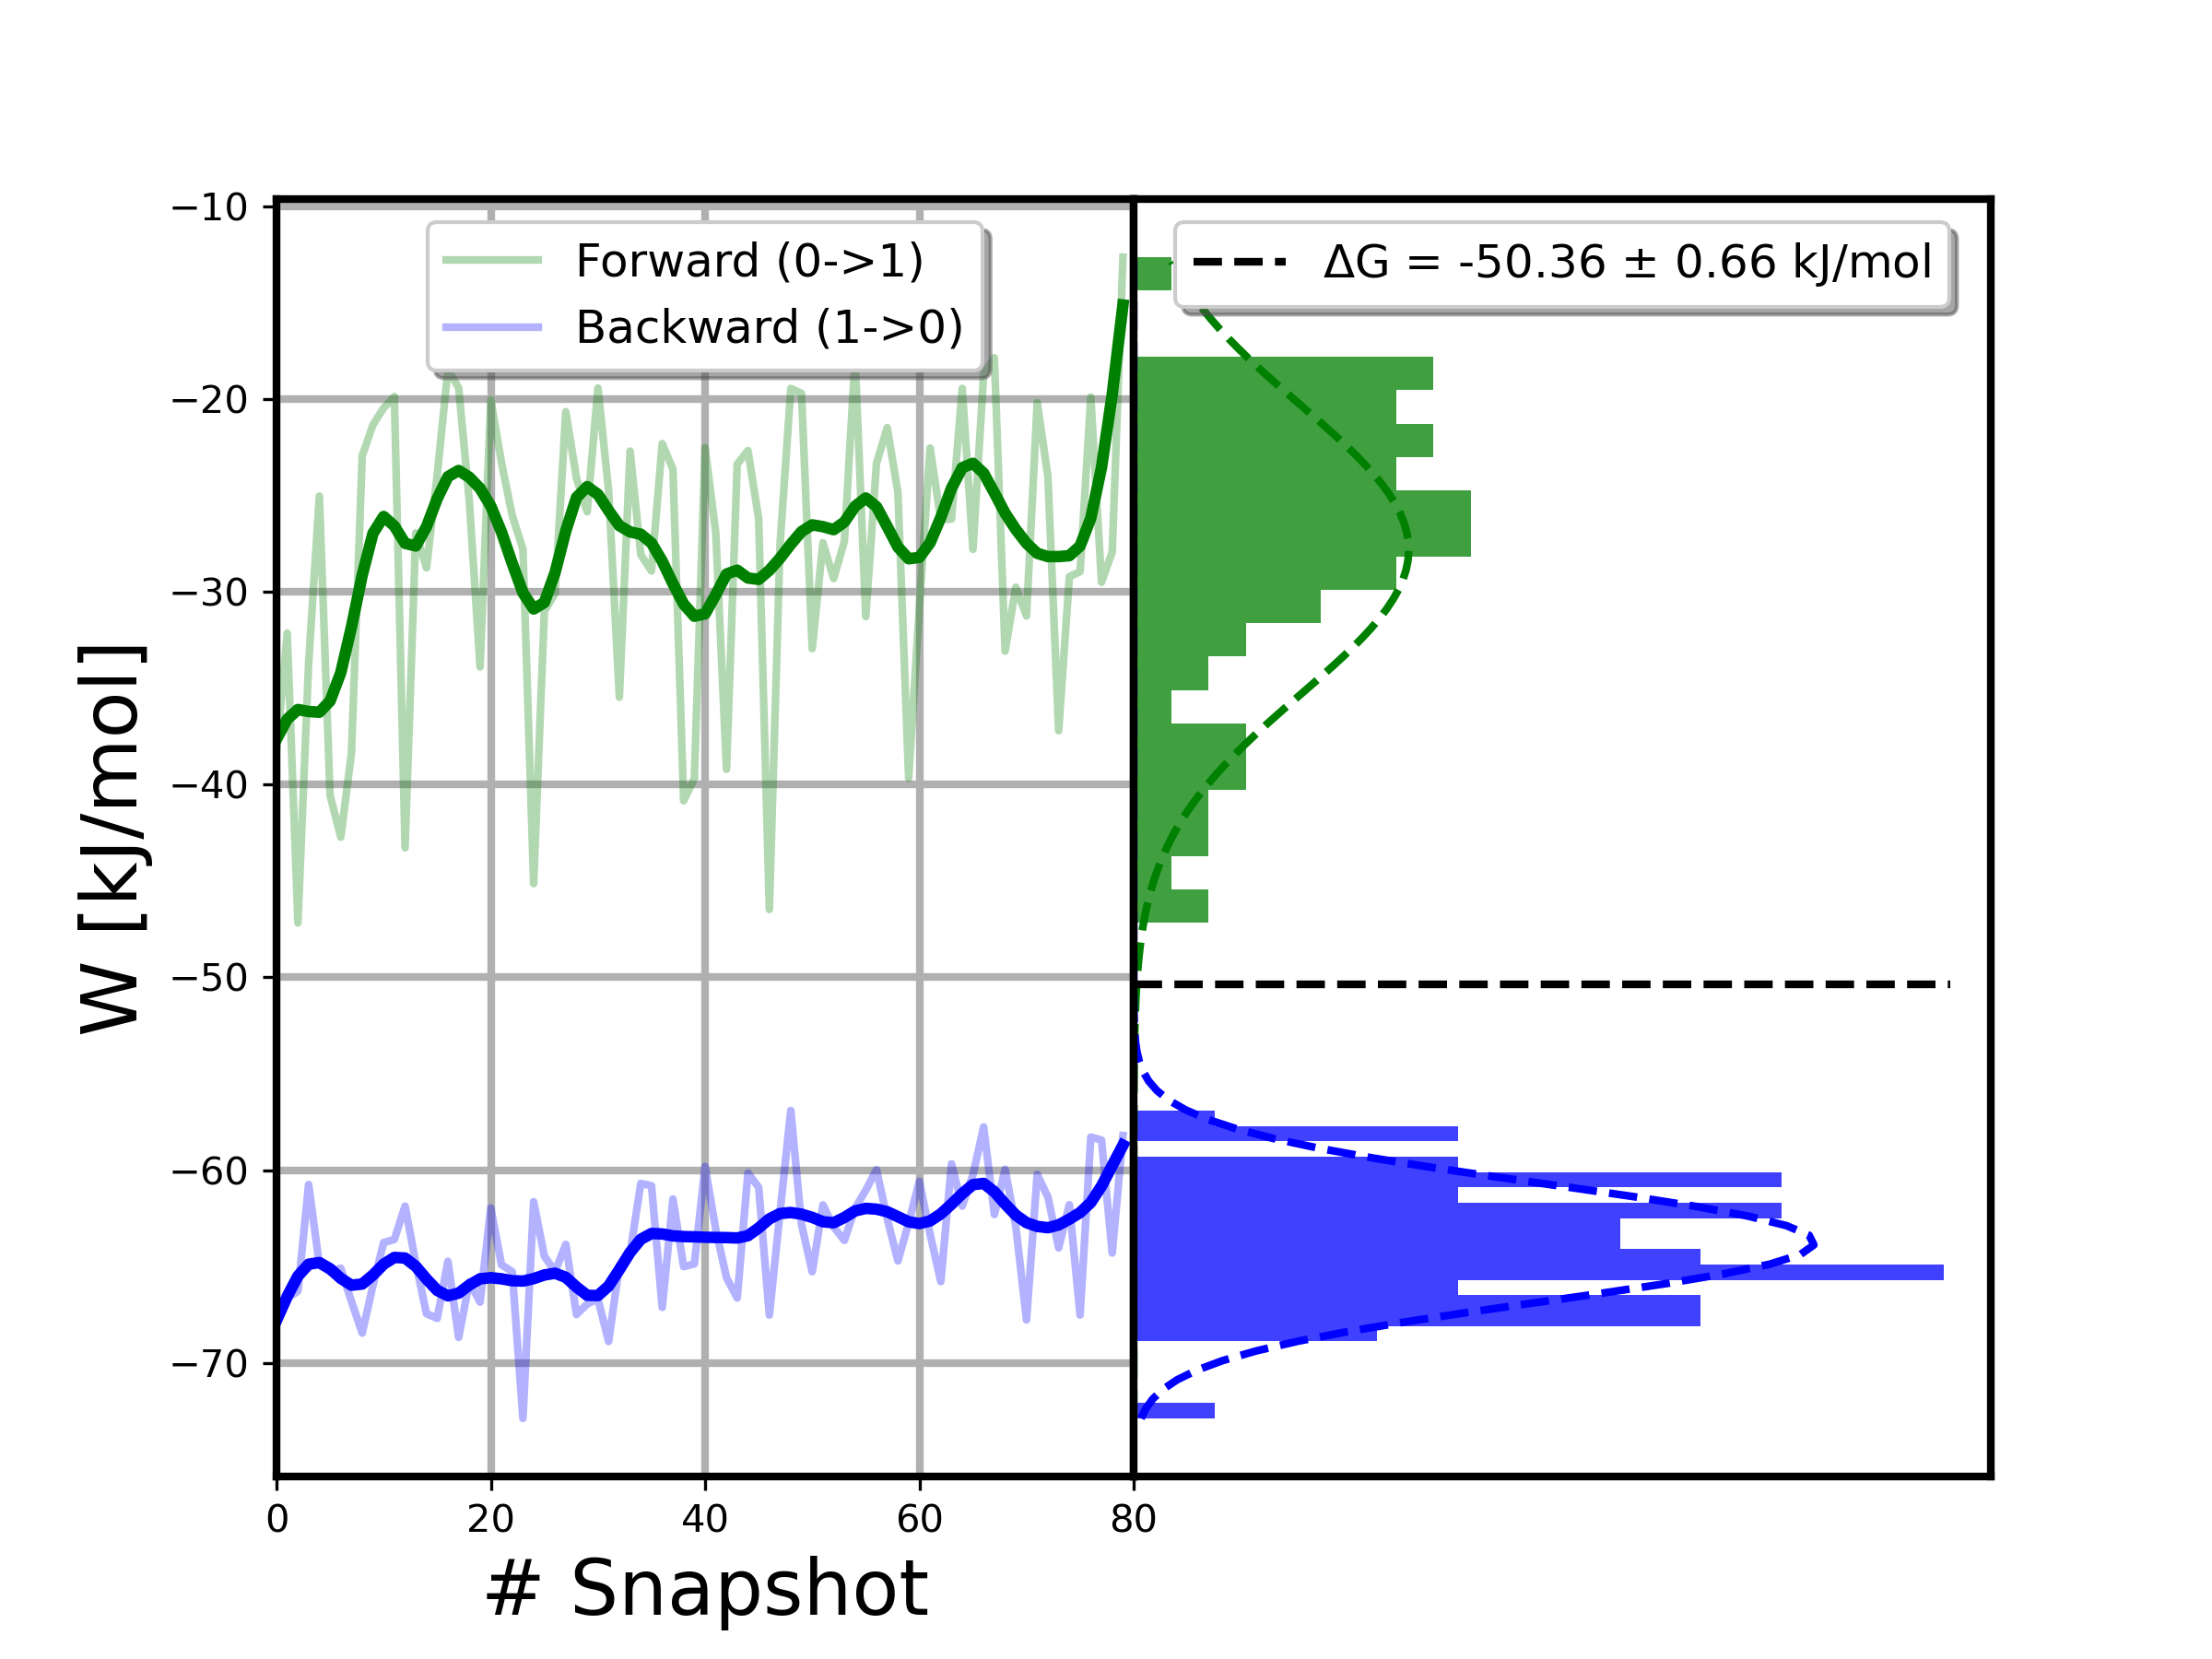 Forward (0->1)
Backward (1->0)
ΔG = -50.36 ± 0.66 kJ/mol
W [kJ/mol]
−10
−20
−30
−40
−50
−60
−70
0 20 40 60 80
# Snapshot